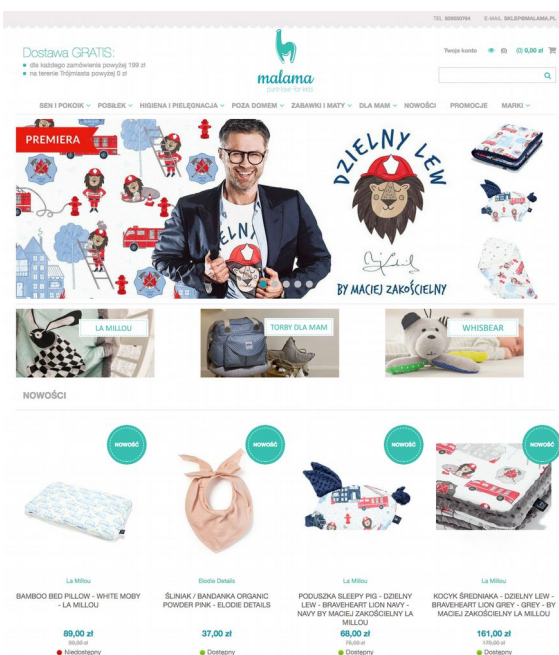 TEL. 509550794 E-MAIL. SKLEP@MALAMA.PL
Dostawa GRATIS:
dla każdego zamówienia powyżej 199 zł
na terenie Trójmiasta powyżej 0 zł
malama
pure love for kids
Twoje konto (0) (0) 0,00 zł
SEN I POKOIK POSIŁEK HIGIENA I PIELĘGNACJA POZA DOMEM ZABAWKI I MATY DLA MAM NOWOŚCI PROMOCJE MARKI
PREMIERA
DZIELNY LEW
BY MACIEJ ZAKOŚCIELNY
LA MILLOU
TORBY DLA MAM
WHISBEAR
NOWOŚCI
NOWOŚĆ NOWOŚĆ NOWOŚĆ NOWOŚĆ
La Millou Elodie Details La Millou La Millou
BAMBOO BED PILLOW - WHITE MOBY
- LA MILLOU
ŚLINIAK / BANDANKA ORGANIC
POWDER PINK - ELODIE DETAILS
PODUSZKA SLEEPY PIG - DZIELNY
LEW - BRAVEHEART LION NAVY -
NAVY BY MACIEJ ZAKOŚCIELNY LA
MILLOU
KOCYK ŚREDNIAKA - DZIELNY LEW -
BRAVEHEART LION GREY - GREY - BY
MACIEJ ZAKOŚCIELNY LA MILLOU
89,00 zł 37,00 zł 68,00 zł 161,00 zł
Niedostępny Dostępny Dostępny Dostępny